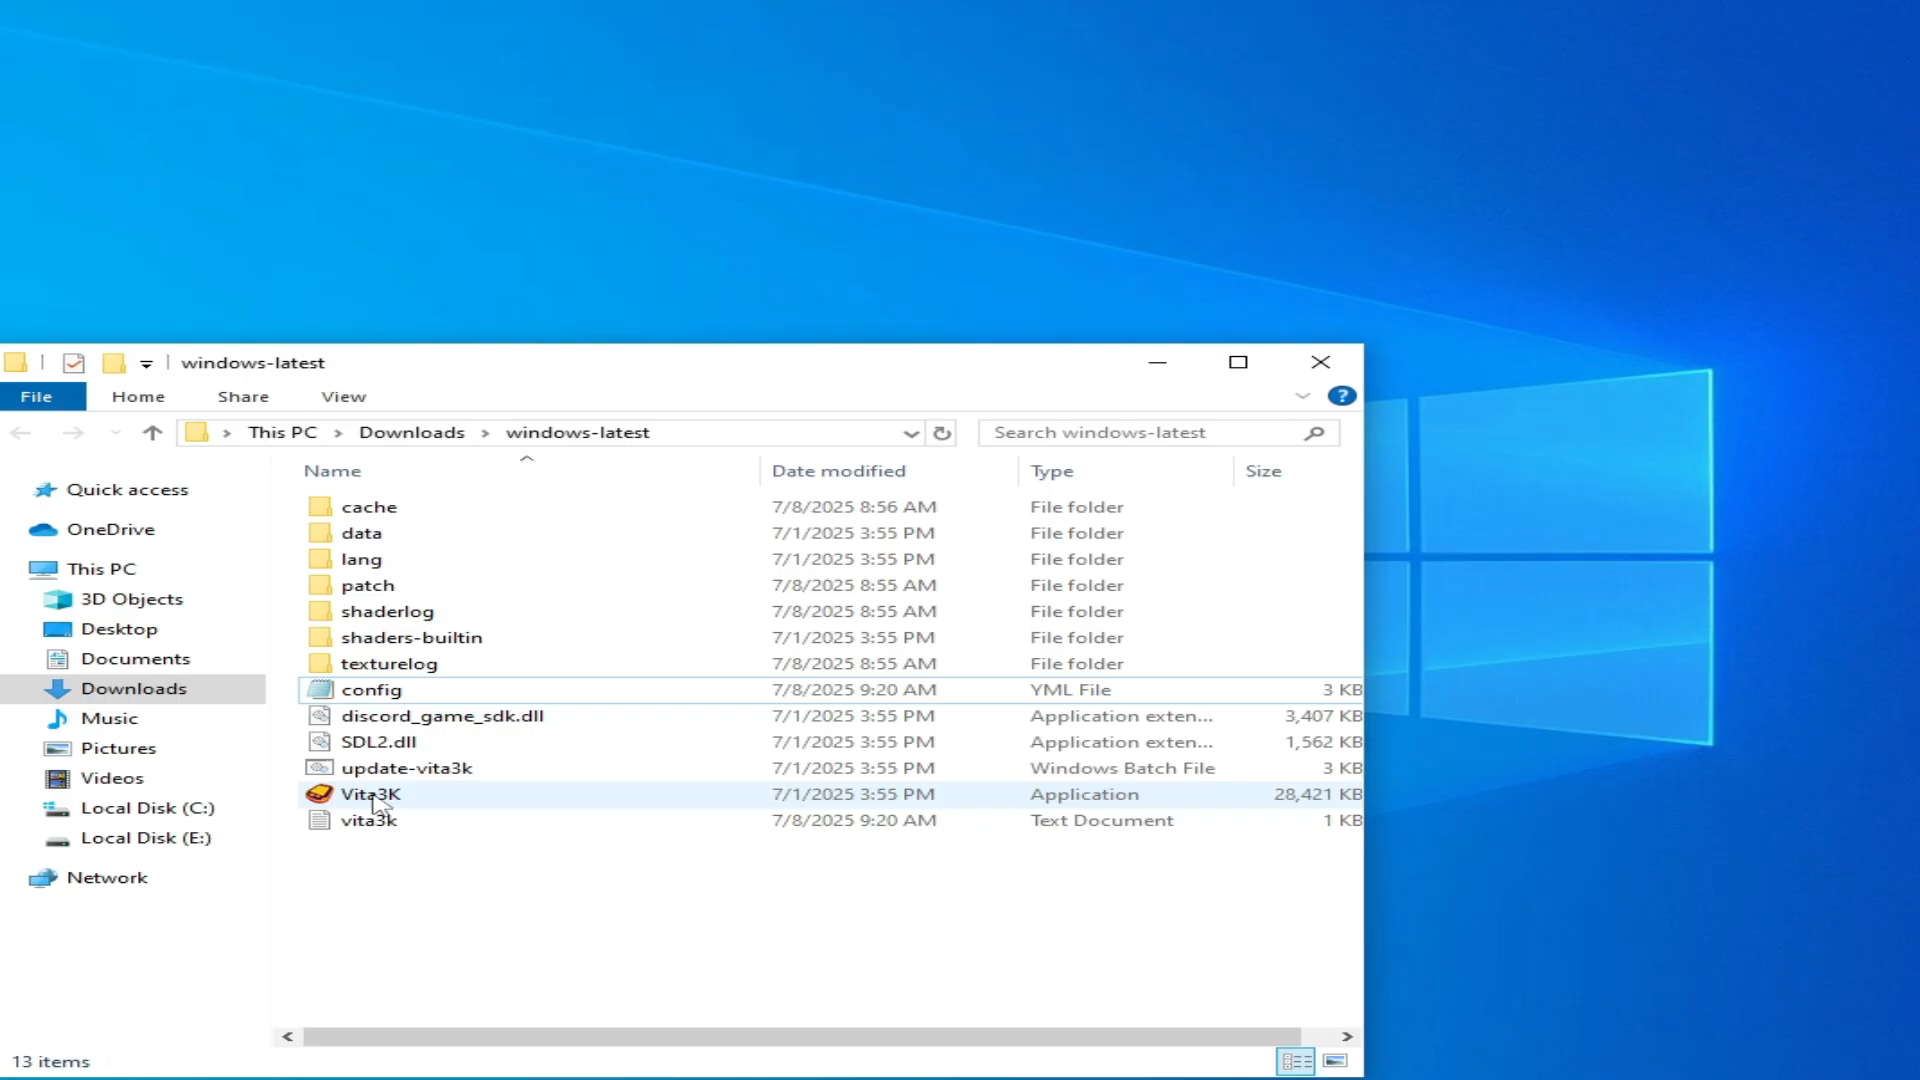 windows-latest
File Home Share View
?
This PC Downloads windows-latest
Search windows-latest
Name Date modified Type Size
Quick access
OneDrive
This PC
3D Objects
Desktop
Documents
Downloads
Music
Pictures
Videos
Local Disk (C:)
Local Disk (E:)
Network
cache 7/8/2025 8:56 AM File folder
data 7/1/2025 3:55 PM File folder
lang 7/1/2025 3:55 PM File folder
patch 7/8/2025 8:55 AM File folder
shaderlog 7/8/2025 8:55 AM File folder
shaders-builtin 7/1/2025 3:55 PM File folder
texturelog 7/8/2025 8:55 AM File folder
config 7/8/2025 9:20 AM YML File 3 KB
discord_game_sdk.dll 7/1/2025 3:55 PM Application exten... 3,407 KB
SDL2.dll 7/1/2025 3:55 PM Application exten... 1,562 KB
update-vita3k 7/1/2025 3:55 PM Windows Batch File 3 KB
Vita3K 7/1/2025 3:55 PM Application 28,421 KB
vita3k 7/8/2025 9:20 AM Text Document 1 KB
13 items